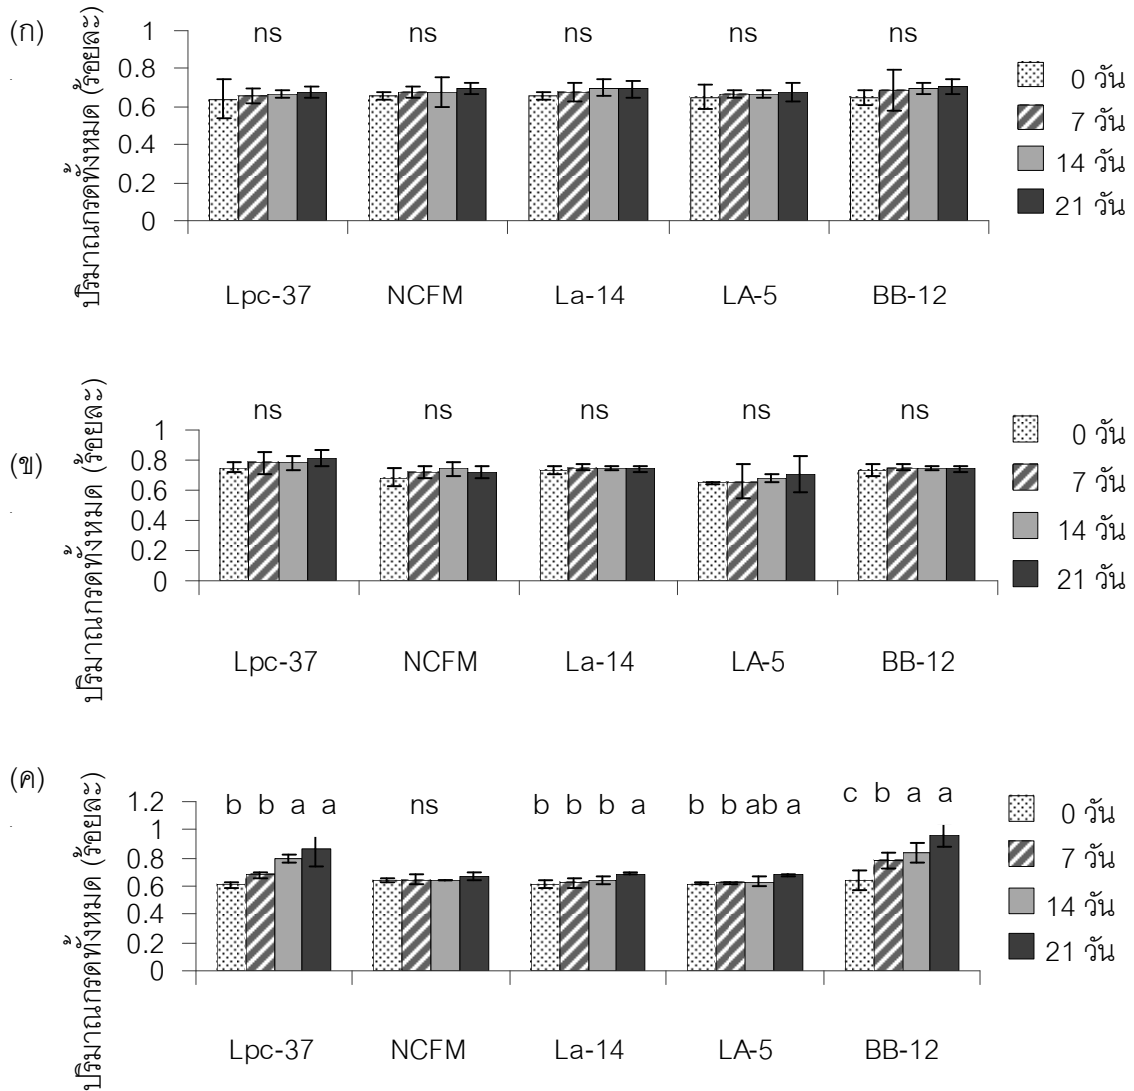 (ก)
ปริมาณกรดทั้งหมด (ร้อยละ)
1
0.8
0.6
0.4
0.2
0
ns ns ns ns ns
Lpc-37 NCFM La-14 LA-5 BB-12
0 วัน
7 วัน
14 วัน
21 วัน
(ข)
ปริมาณกรดทั้งหมด (ร้อยละ)
1
0.8
0.6
0.4
0.2
0
ns ns ns ns ns
Lpc-37 NCFM La-14 LA-5 BB-12
0 วัน
7 วัน
14 วัน
21 วัน
(ค)
ปริมาณกรดทั้งหมด (ร้อยละ)
1.2
1
0.8
0.6
0.4
0.2
0
b b a a ns b b b a b b ab a c b a a
Lpc-37 NCFM La-14 LA-5 BB-12
0 วัน
7 วัน
14 วัน
21 วัน